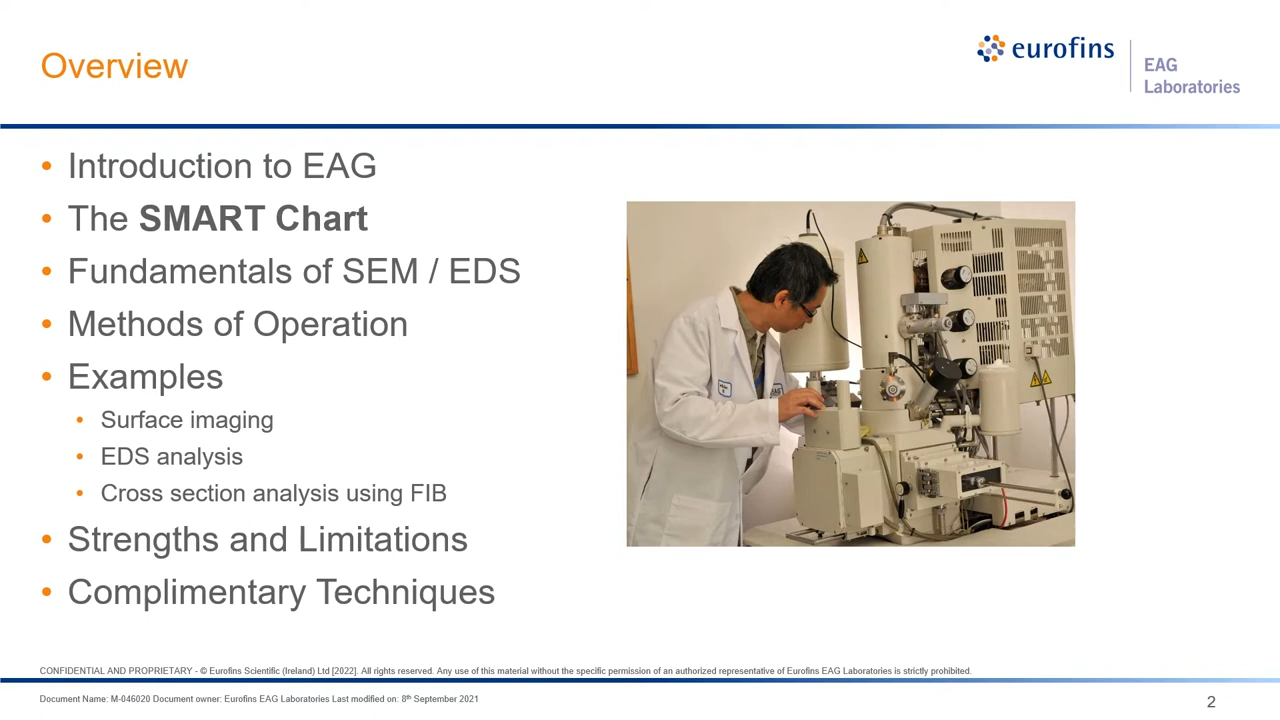 Overview
eurofins
EAG
Laboratories
• Introduction to EAG
• The SMART Chart
• Fundamentals of SEM / EDS
• Methods of Operation
• Examples
• Surface imaging
• EDS analysis
• Cross section analysis using FIB
• Strengths and Limitations
• Complimentary Techniques
CONFIDENTIAL AND PROPRIETARY - © Eurofins Scientific (Ireland) Ltd [2022]. All rights reserved. Any use of this material without the specific permission of an authorized representative of Eurofins EAG Laboratories is strictly prohibited.
Document Name: M-046020 Document owner: Eurofins EAG Laboratories Last modified on: 8th September 2021
2